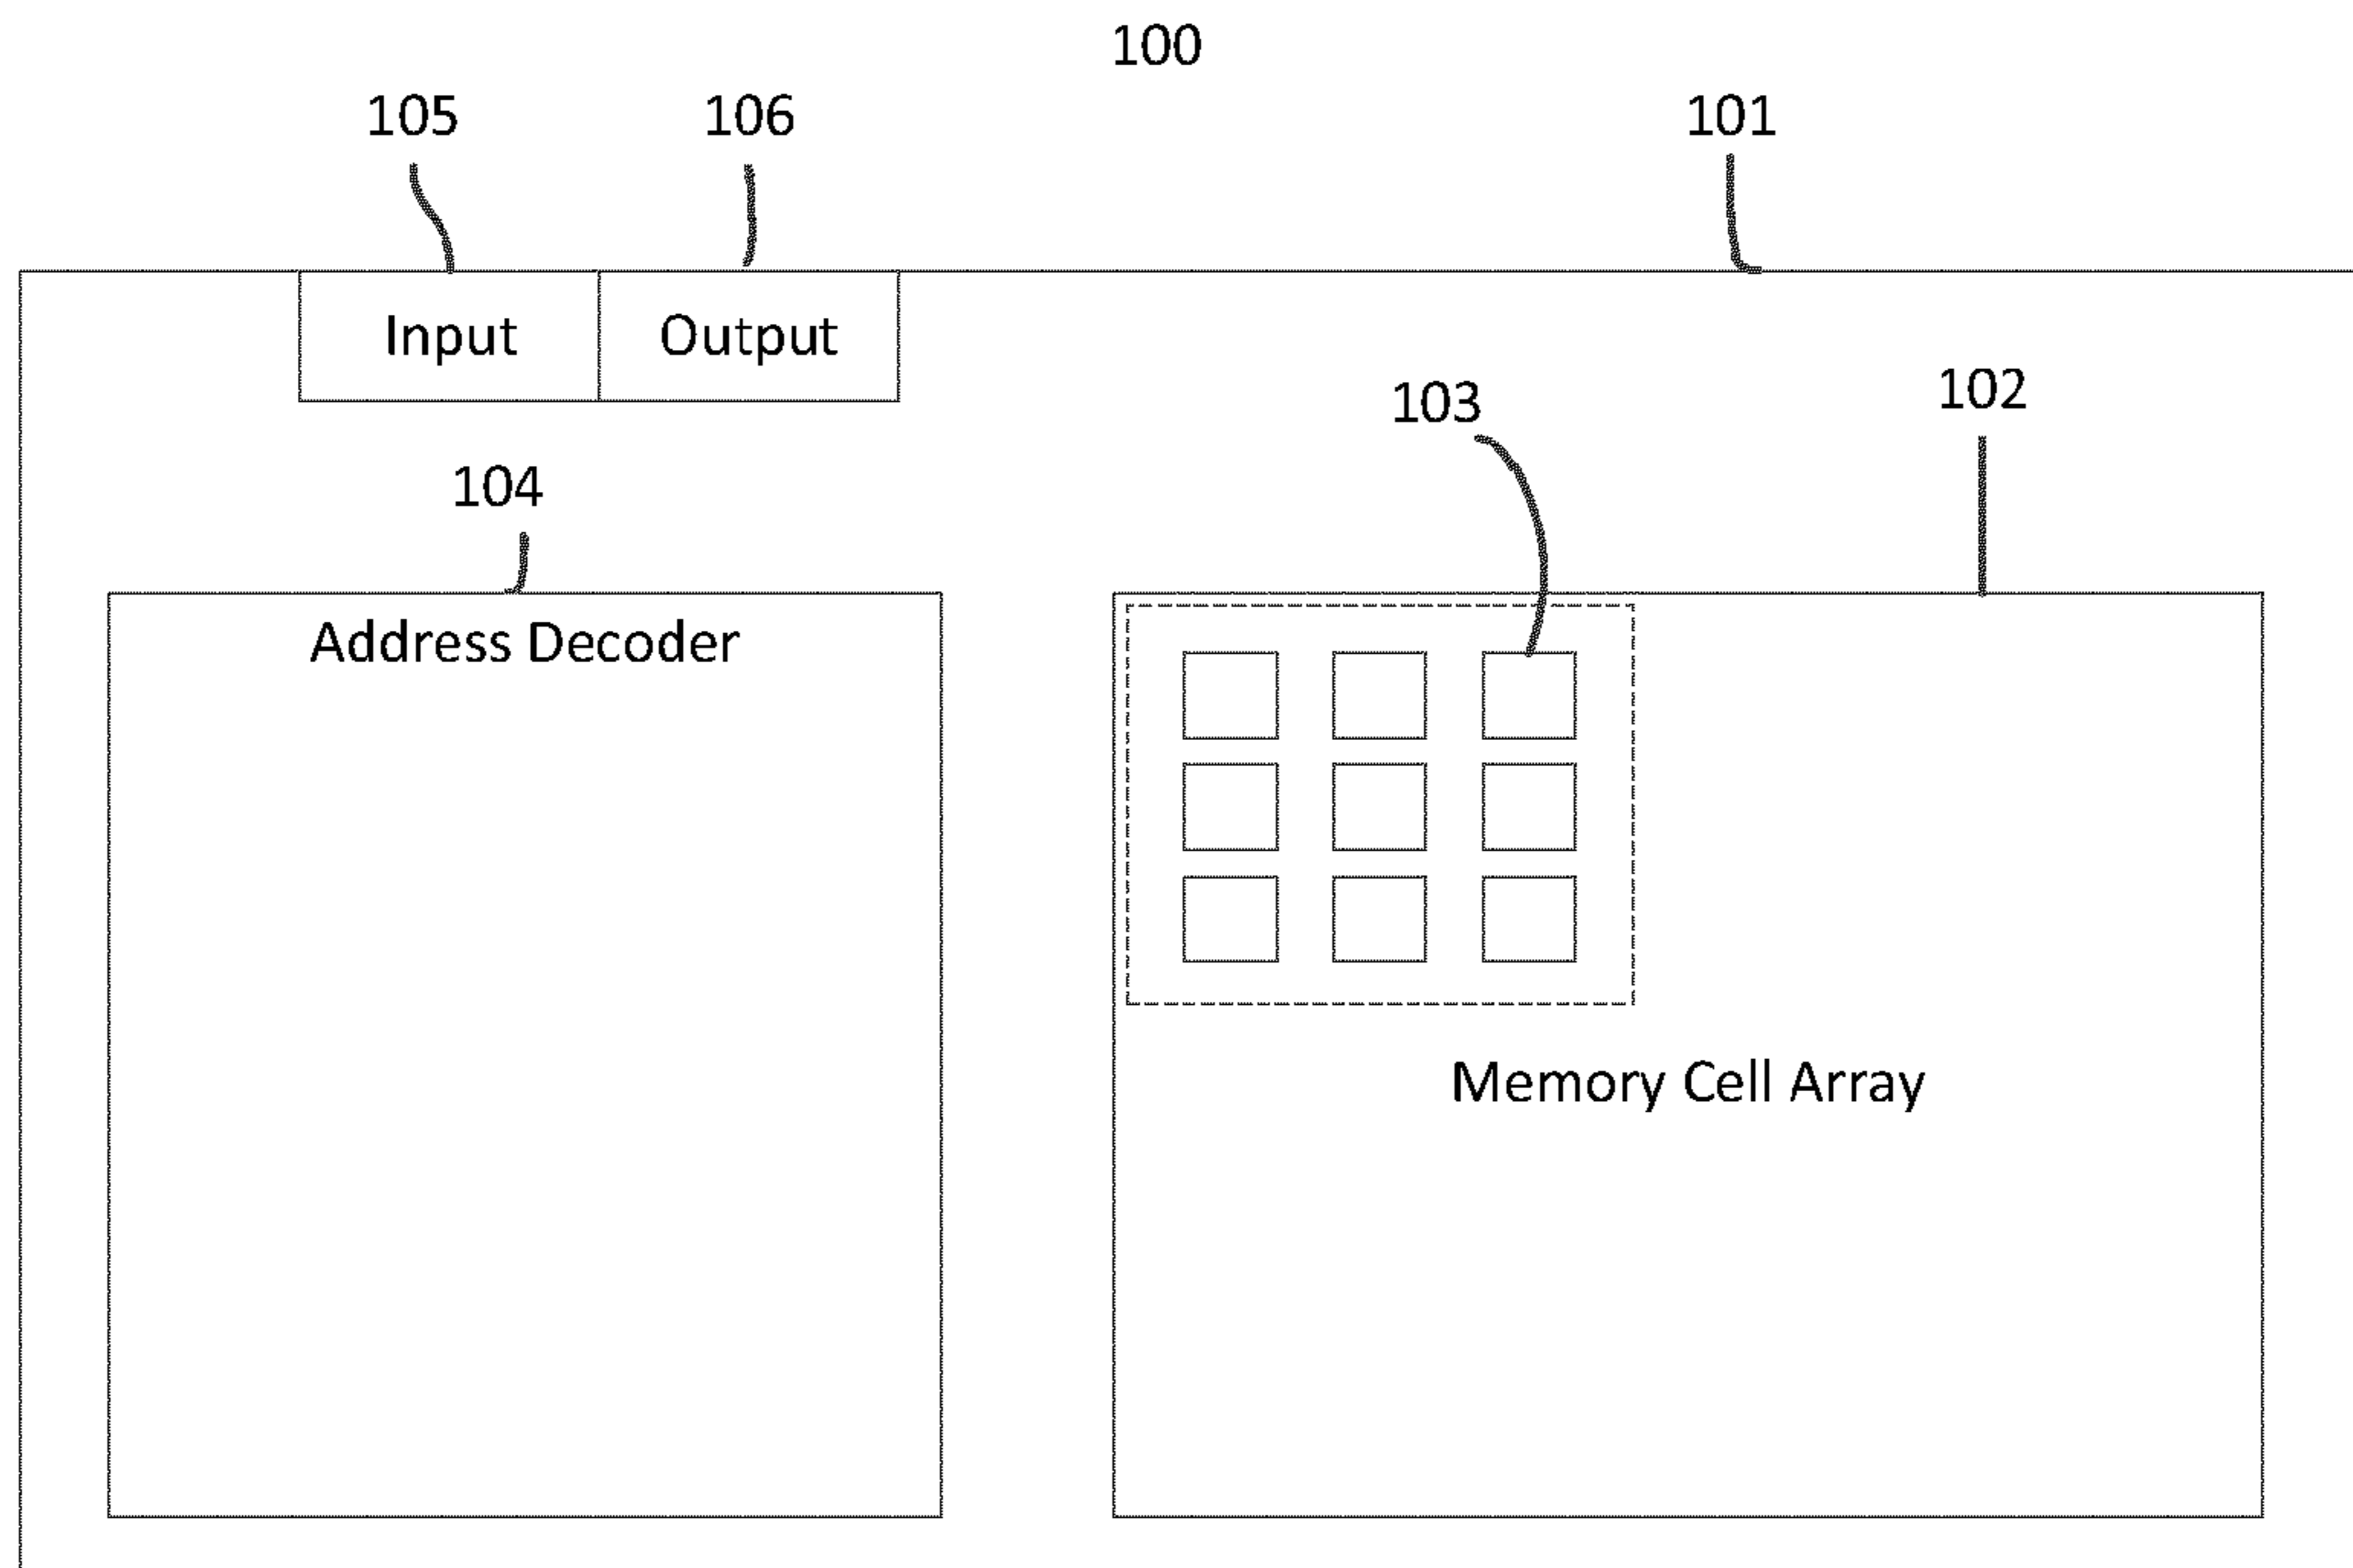 100
105 106 101
Input Output
103 102
104
Address Decoder
Memory Cell Array